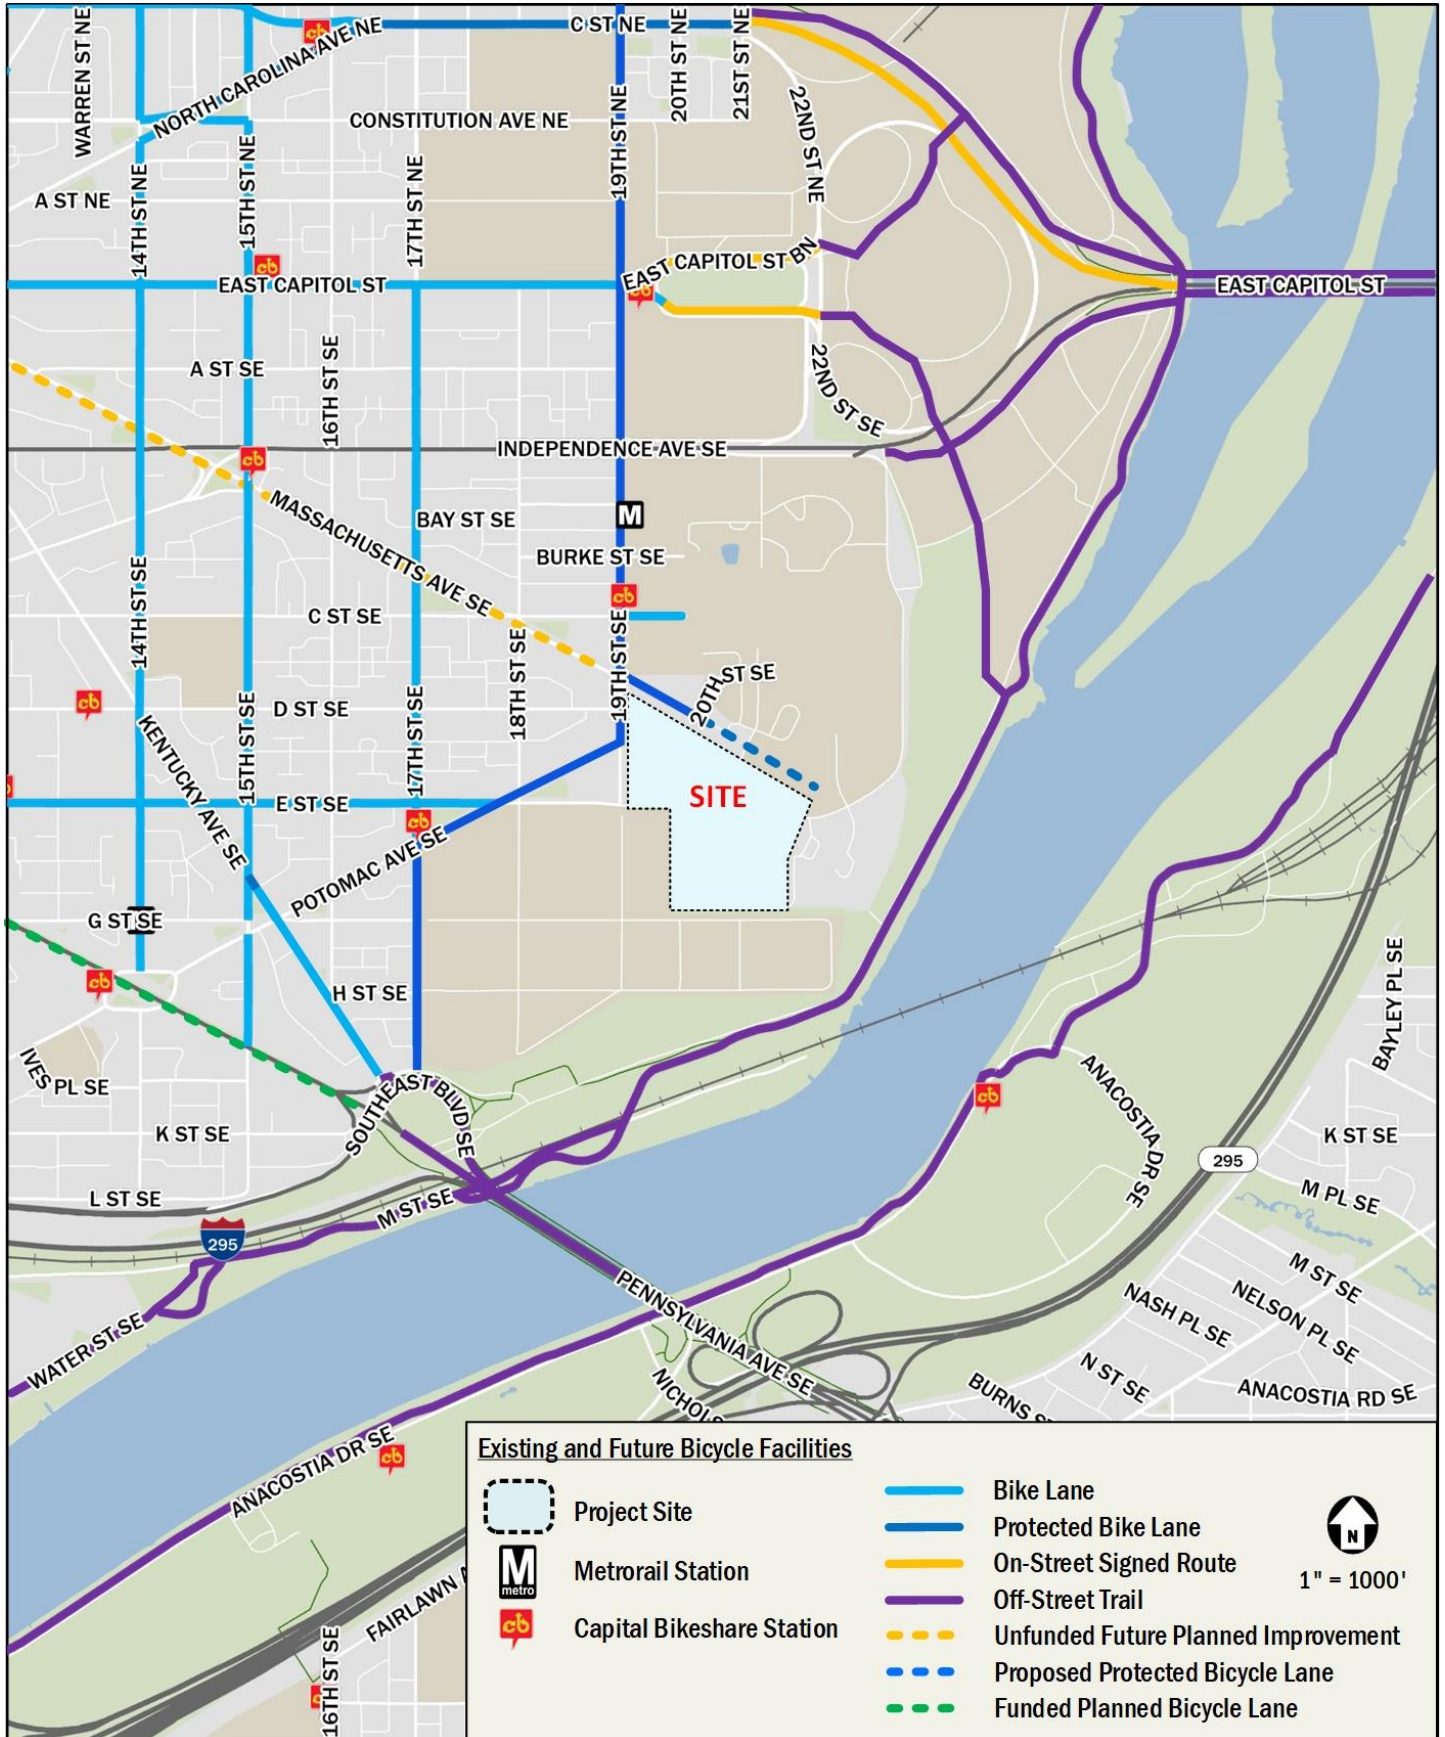 WARREN ST NE
NORTH CAROLINA AVE NE
C ST NE
20TH ST NE
21ST ST NE
CONSTITUTION AVE NE
19TH ST NE
22ND ST NE
A ST NE
14TH ST NE
15TH ST NE
17TH ST NE
EAST CAPITOL ST BN
EAST CAPITOL ST
EAST CAPITOL ST
A ST SE
16TH ST SE
22ND ST SE
INDEPENDENCE AVE SE
MASSACHUSETTS AVE SE
BAY ST SE
M
BURKE ST SE
14TH ST SE
C ST SE
18TH ST SE
19TH ST SE
20TH ST SE
D ST SE
KENTUCKY AVE SE
15TH ST SE
17TH ST SE
SITE
E ST SE
POTOMAC AVE SE
G ST SE
H ST SE
BAYLEY PL SE
IVES PL SE
SOUTHEAST BLVD SE
ANACOSTIA DR SE
K ST SE
K ST SE
295
L ST SE
M ST SE
M PL SE
295
M ST SE
NELSON PL SE
NASH PL SE
WATER ST SE
PENNSYLVANIA AVE SE
N ST SE
NICHOLS
BURNS
ANACOSTIA RD SE
ANACOSTIA DR SE
FAIRLAWN
16TH ST SE
Existing and Future Bicycle Facilities
Project Site
M
metro
Metrorail Station
cb
Capital Bikeshare Station
Bike Lane
Protected Bike Lane
On-Street Signed Route
Off-Street Trail
Unfunded Future Planned Improvement
Proposed Protected Bicycle Lane
Funded Planned Bicycle Lane
N
1" = 1000'